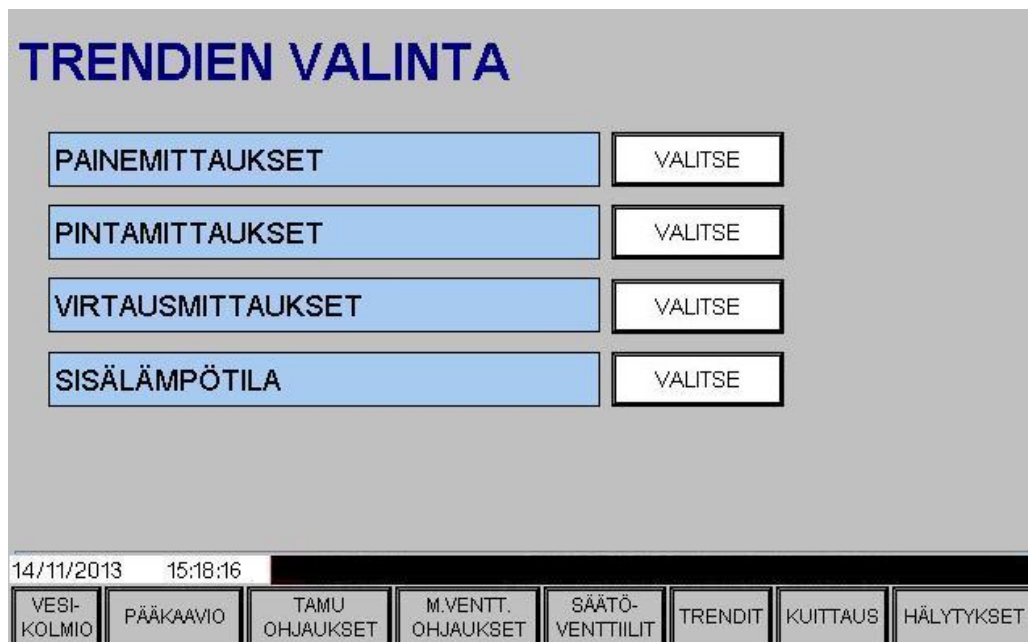 TRENDIEN VALINTA
PAINEMITTAUKSET VALITSE
PINTAMITTAUKSET VALITSE
VIRTAUSMITTAUKSET VALITSE
SISÄLÄMPÖTILA VALITSE
14/11/2013 15:18:16
VESI-
KOLMIO
PÄÄKAAVIO
TAMU
OHJAUKSET
M.VENTT.
OHJAUKSET
SÄÄTÖ-
VENTTIILIT
TRENDIT
KUITTAUS
HÄLYTYKSET